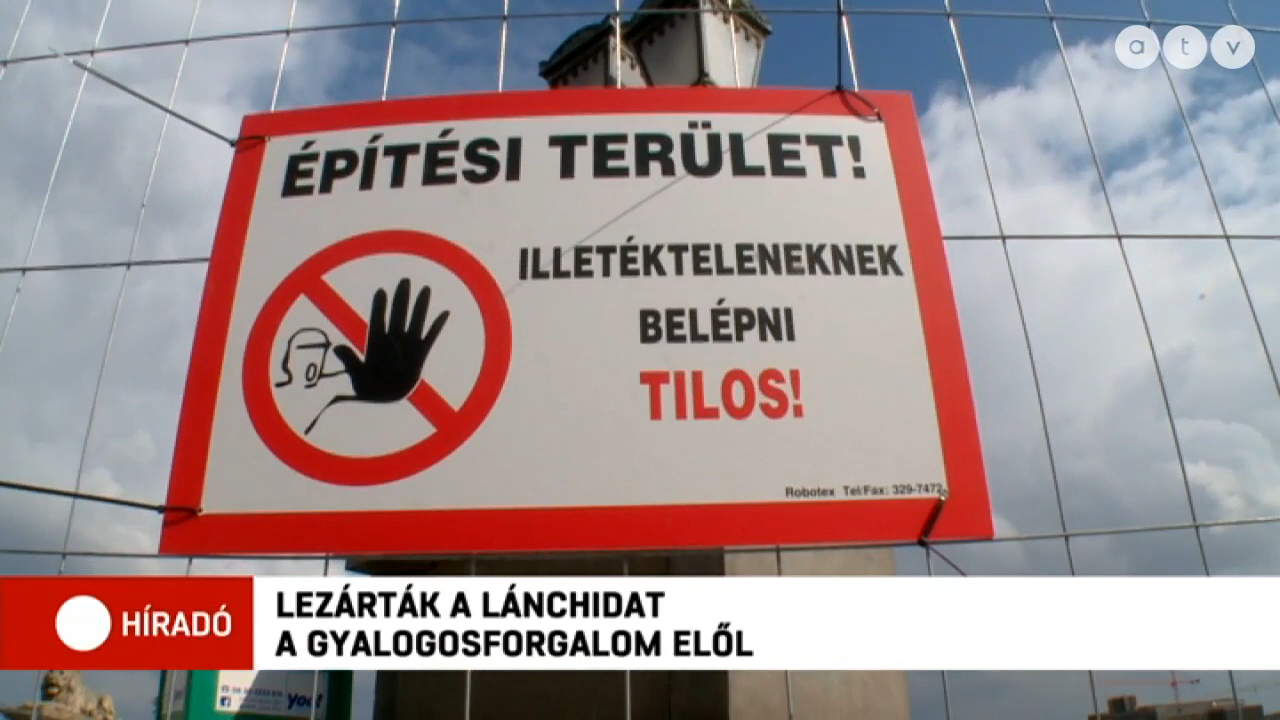 atv
ÉPÍTÉSI TERÜLET!
ILLETÉKTELENEKNEK
BELÉPNI
TILOS!
Robotex Tel/Fax: 329-7472
HÍRADÓ
LEZÁRTÁK A LÁNCHIDAT
A GYALOGOSFORGALOM ELŐL